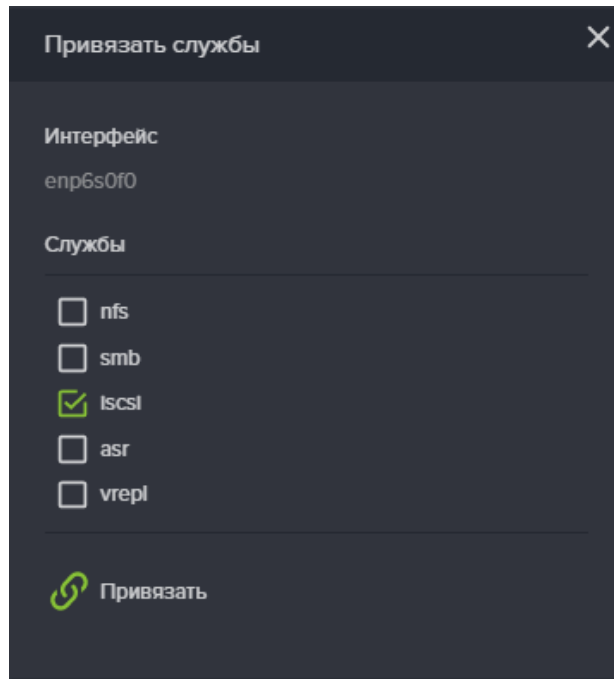 Привязать службы
Интерфейс
enp6s0f0
Службы
nfs
smb
iscsi
asr
vrepl
Привязать